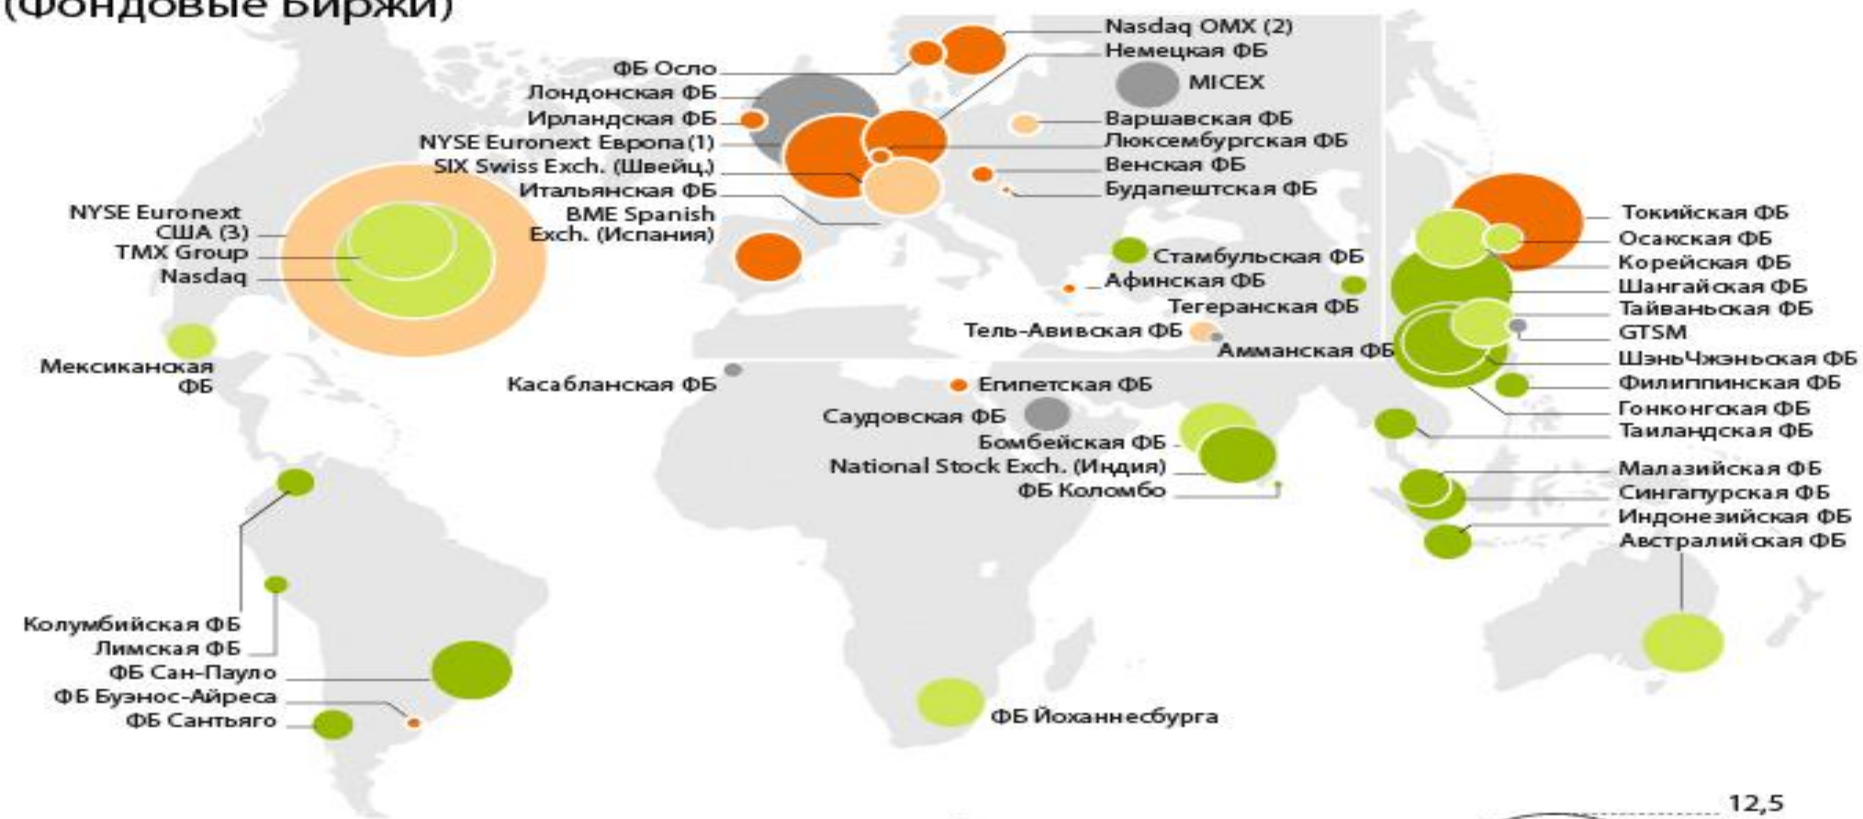 (Фондовые Биржи)
Nasdaq OMX (2)
Немецкая ФБ
MICEX
ФБ Осло
Лондонская ФБ
Ирландская ФБ
NYSE Euronext Европа(1)
SIX Swiss Exch. (Швейц.)
Итальянская ФБ
BME Spanish
Exch. (Испания)
Варшавская ФБ
Люксембургская ФБ
Венская ФБ
Будапештская ФБ
NYSE Euronext
США (3)
TMX Group
Nasdaq
Мексиканская
ФБ
Стамбульская ФБ
Афинская ФБ
Тегеранская ФБ
Тель-Авивская ФБ
Амманская ФБ
Токийская ФБ
Осакская ФБ
Корейская ФБ
Шангайская ФБ
Тайваньская ФБ
GTSM
ШэньЧжэньская ФБ
Филиппинская ФБ
Гонконгская ФБ
Таиландская ФБ
Малазийская ФБ
Сингапурская ФБ
Индонезийская ФБ
Австралийская ФБ
Касабланская ФБ
Египетская ФБ
Саудовская ФБ
Бомбейская ФБ
National Stock Exch. (Индия)
ФБ Коломбо
Колумбийская ФБ
Лимская ФБ
ФБ Сан-Пауло
ФБ Буэнос-Айреса
ФБ Сантьяго
ФБ Йоханнесбурга
12,5